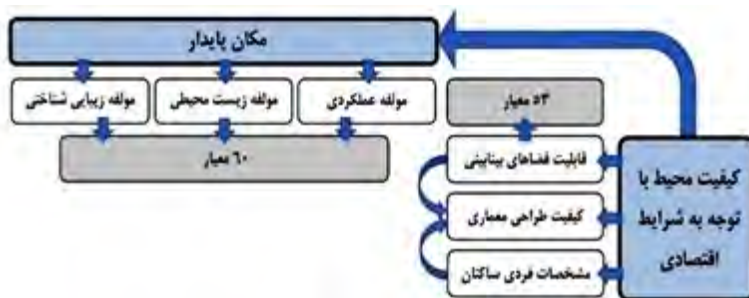 مکان پایدار
مولفه عملکردی
مولفه زیست محیطی
مولفه زیبایی شناختی
۶۰ معیار
۵۳ معیار
قابلیت فضاهای بینابینی
کیفیت طراحی معماری
مشخصات فردی ساکنان
کیفیت محیط با
توجه به شرایط
اقتصادی